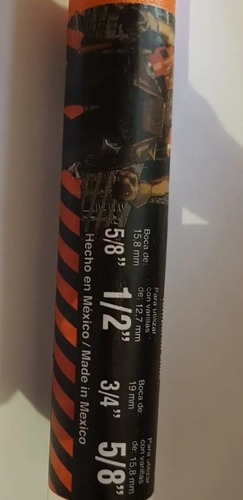 Para utilizar
con varillas
de: 12,7 mm
1/2”
Boca de:
15,8 mm
5/8”
Para utilizar
con varillas
de: 15,8 mm
5/8”
Boca de:
19 mm
3/4”
Hecho en México / Made in Mexico